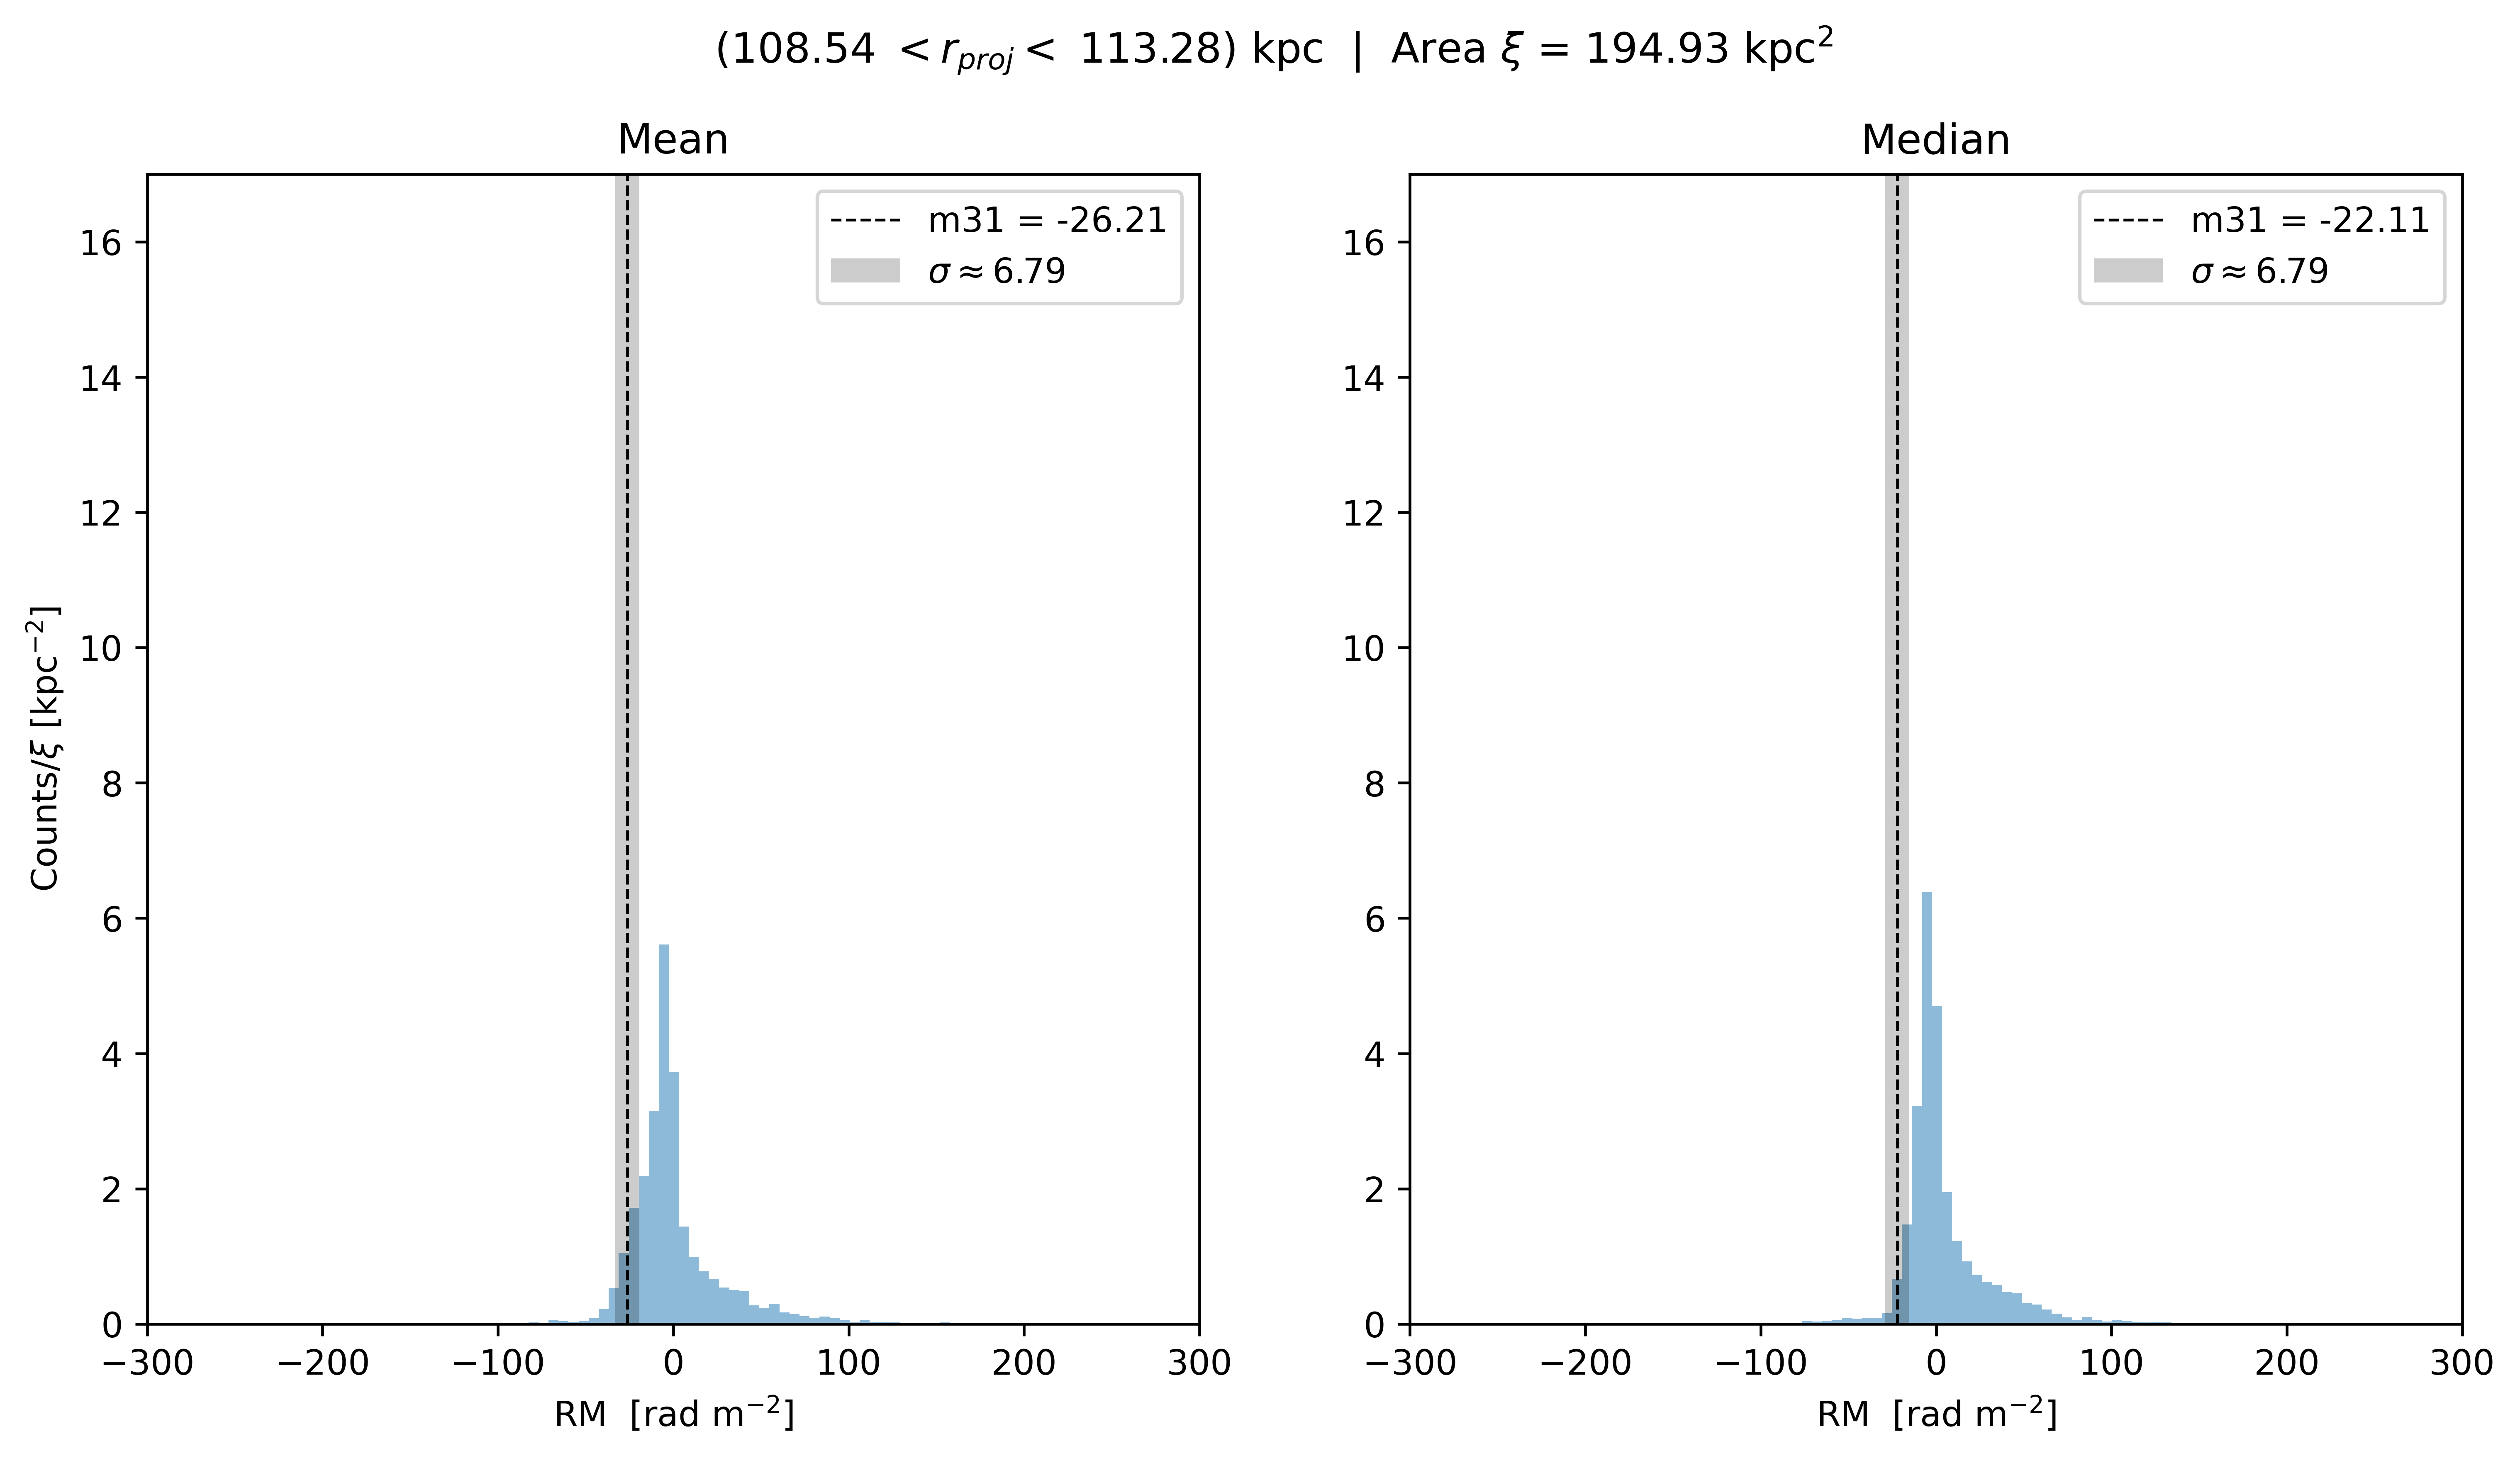 (108.54 < r_proj < 113.28) kpc | Area ξ = 194.93 kpc²
Mean
m31 = -26.21
σ ≈ 6.79
16
14
12
10
8
6
4
2
0
Counts/ξ [kpc⁻²]
−300 −200 −100 0 100 200 300
RM [rad m⁻²]
Median
m31 = -22.11
σ ≈ 6.79
16
14
12
10
8
6
4
2
0
−300 −200 −100 0 100 200 300
RM [rad m⁻²]